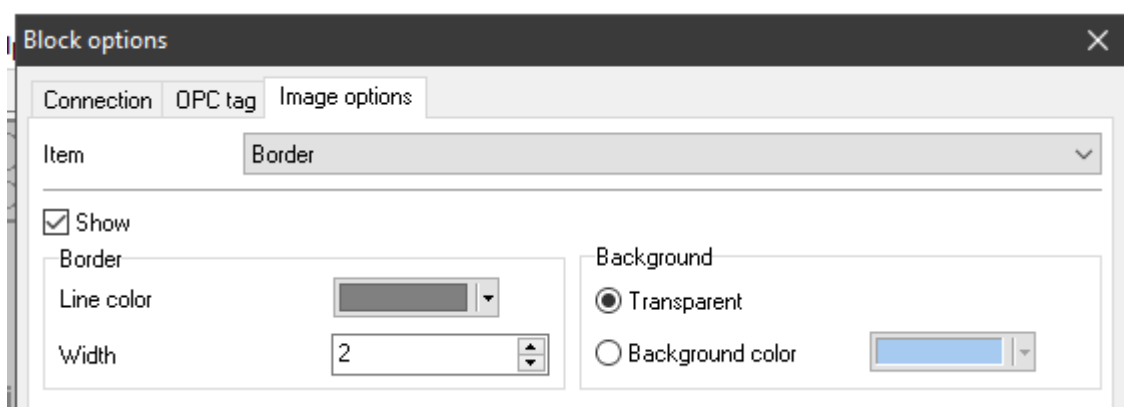 Block options
Connection OPC tag Image options
Item Border
Show
Border
Line color
Width 2
Background
Transparent
Background color